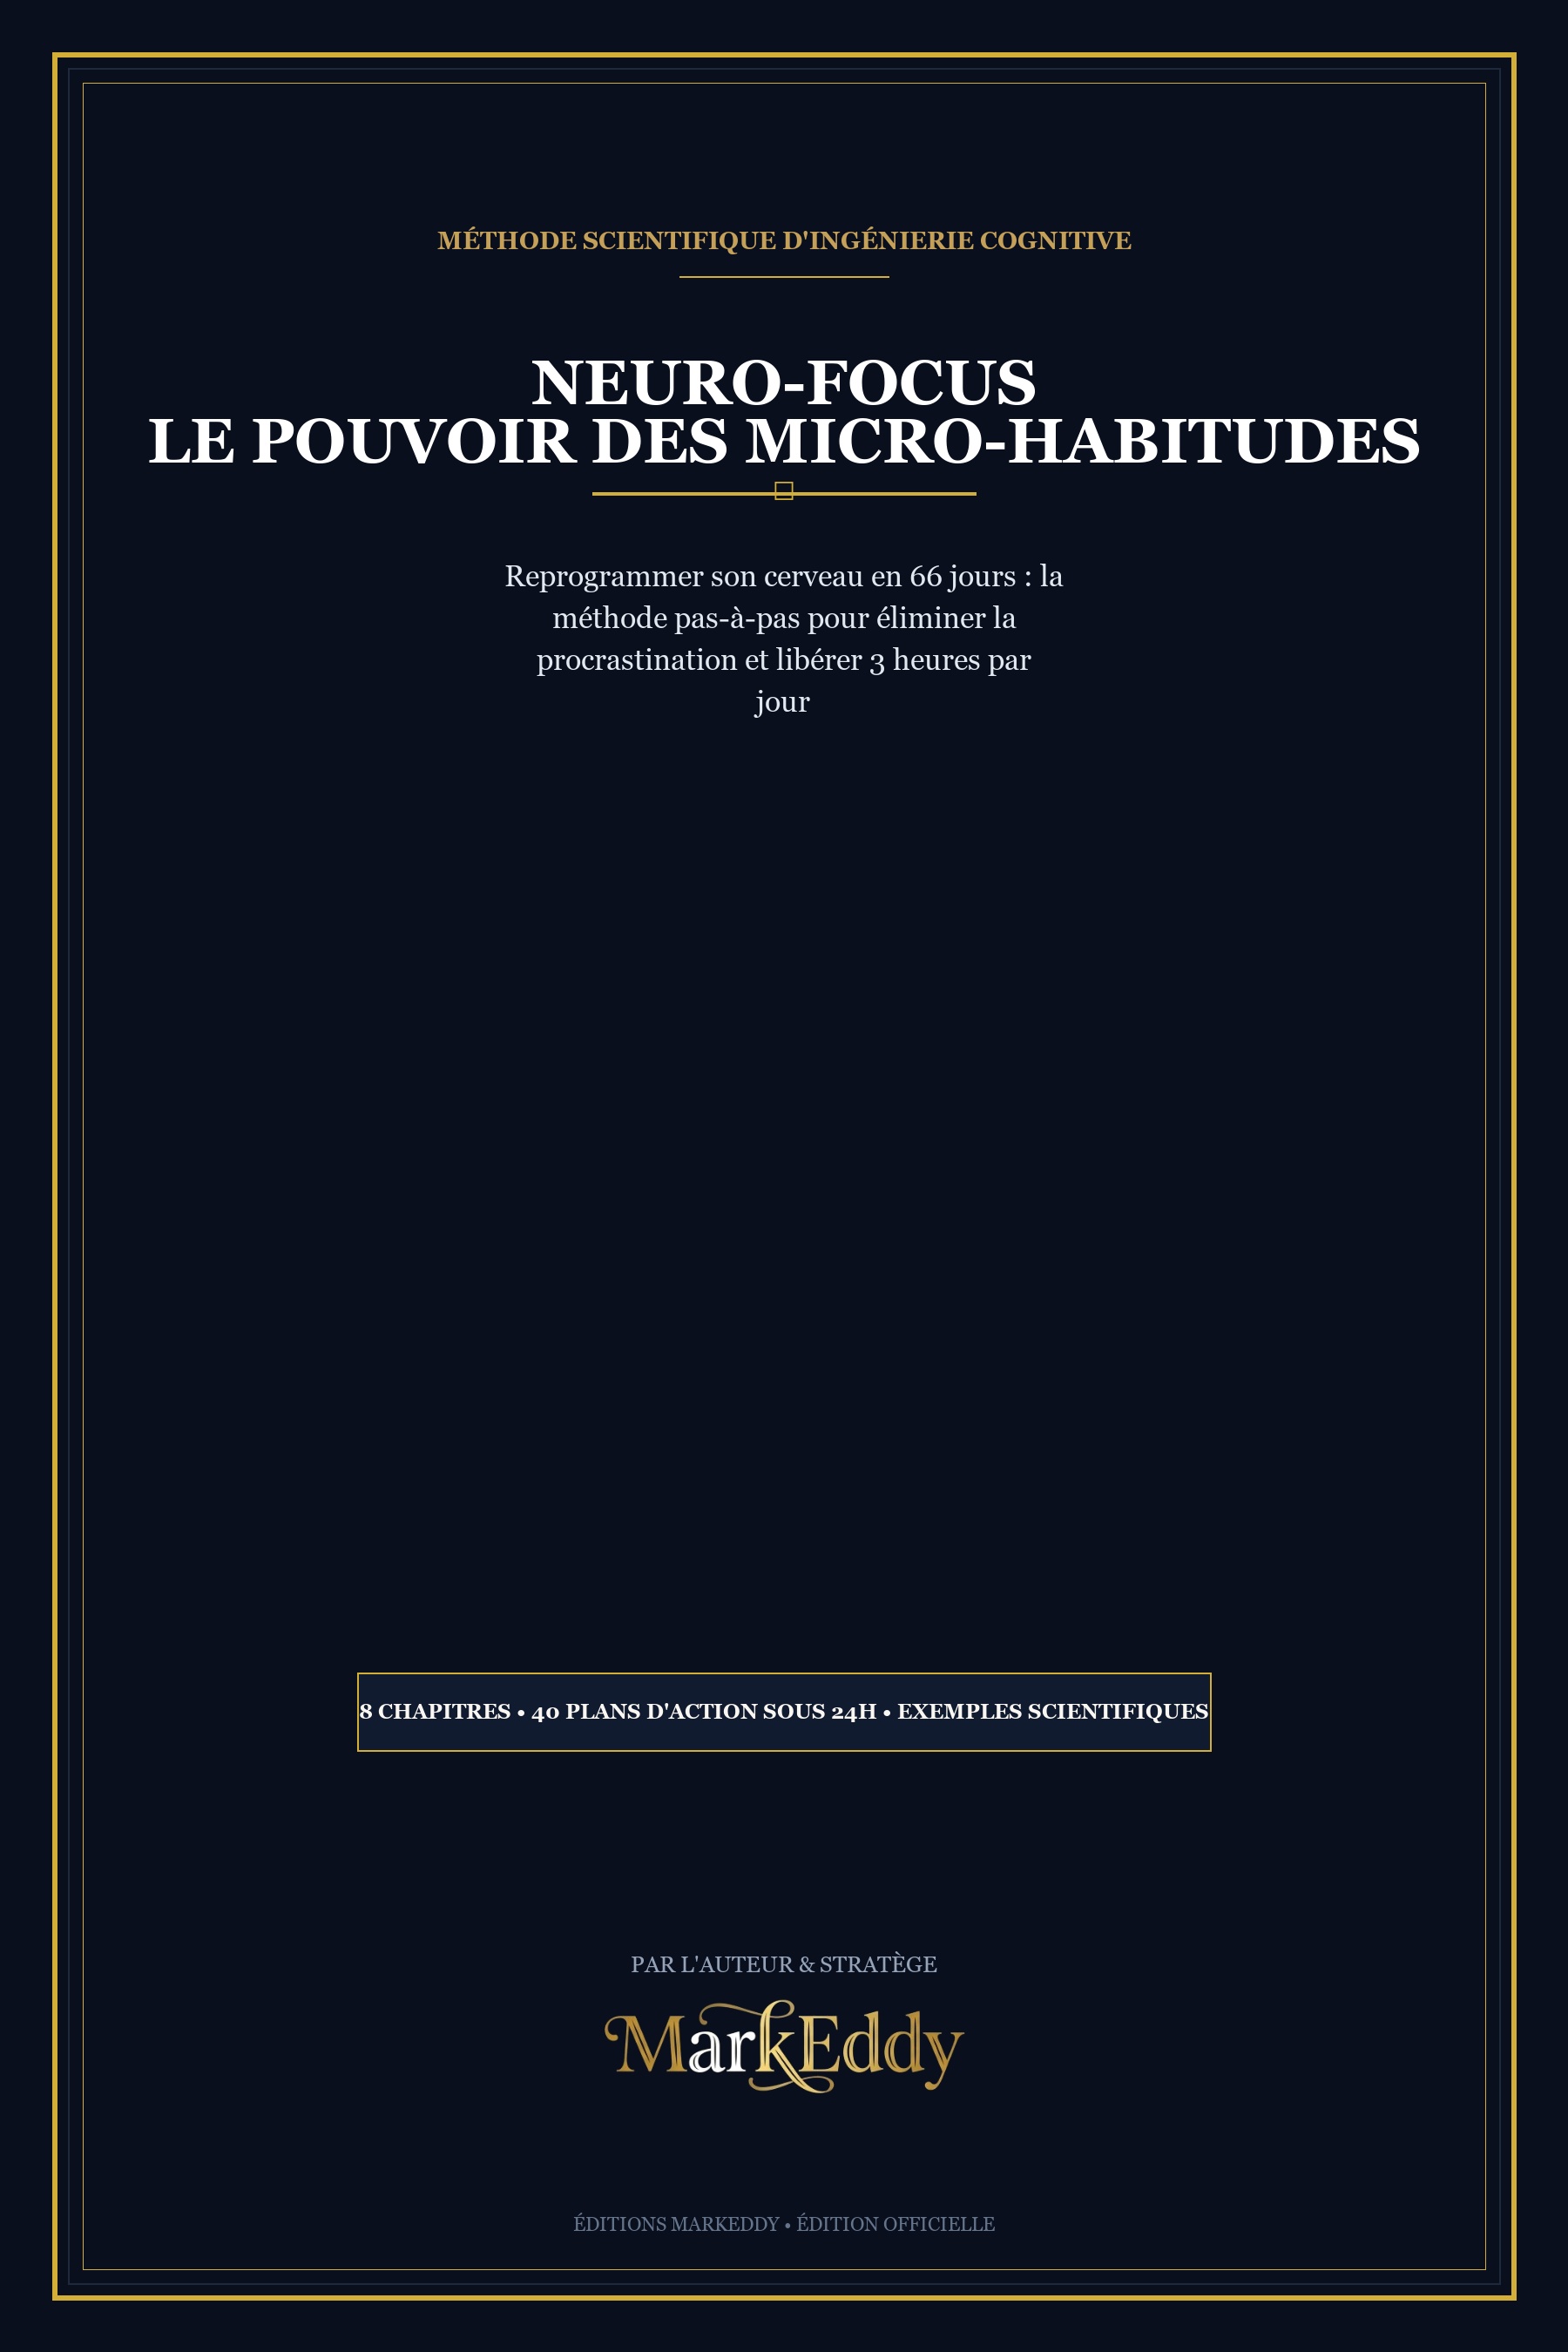 MÉTHODE SCIENTIFIQUE D'INGÉNIERIE COGNITIVE
NEURO-FOCUS
LE POUVOIR DES MICRO-HABITUDES
Reprogrammer son cerveau en 66 jours : la
méthode pas-à-pas pour éliminer la
procrastination et libérer 3 heures par
jour
8 CHAPITRES • 40 PLANS D'ACTION SOUS 24H • EXEMPLES SCIENTIFIQUES
PAR L'AUTEUR & STRATÈGE
MarkEddy
ÉDITIONS MARKEDDY • ÉDITION OFFICIELLE